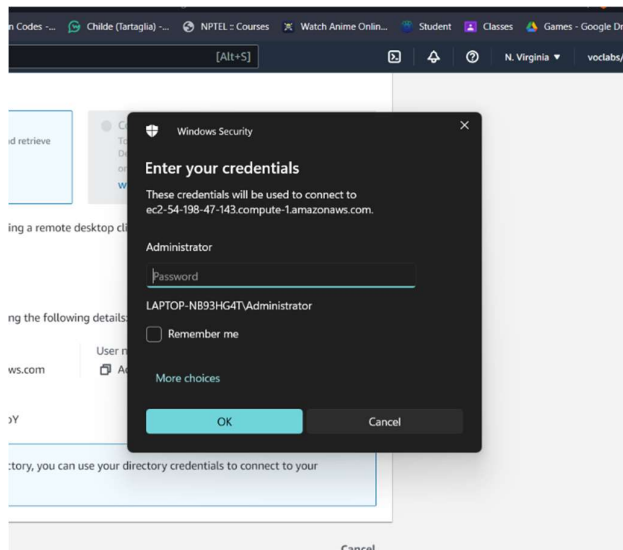 n Codes -... Childe (Tartaglia) -... NPTEL :: Courses Watch Anime Onlin... Student Classes Games - Google Dr
[Alt+S] N. Virginia ▼ voclabs/
nd retrieve
Windows Security
Enter your credentials
These credentials will be used to connect to
ec2-54-198-47-143.compute-1.amazonaws.com.
ing a remote desktop cli
Administrator
Password
LAPTOP-NB93HG4T\Administrator
ng the following details:
Remember me
User n
ws.com
More choices
OK Cancel
tory, you can use your directory credentials to connect to your
Cancel